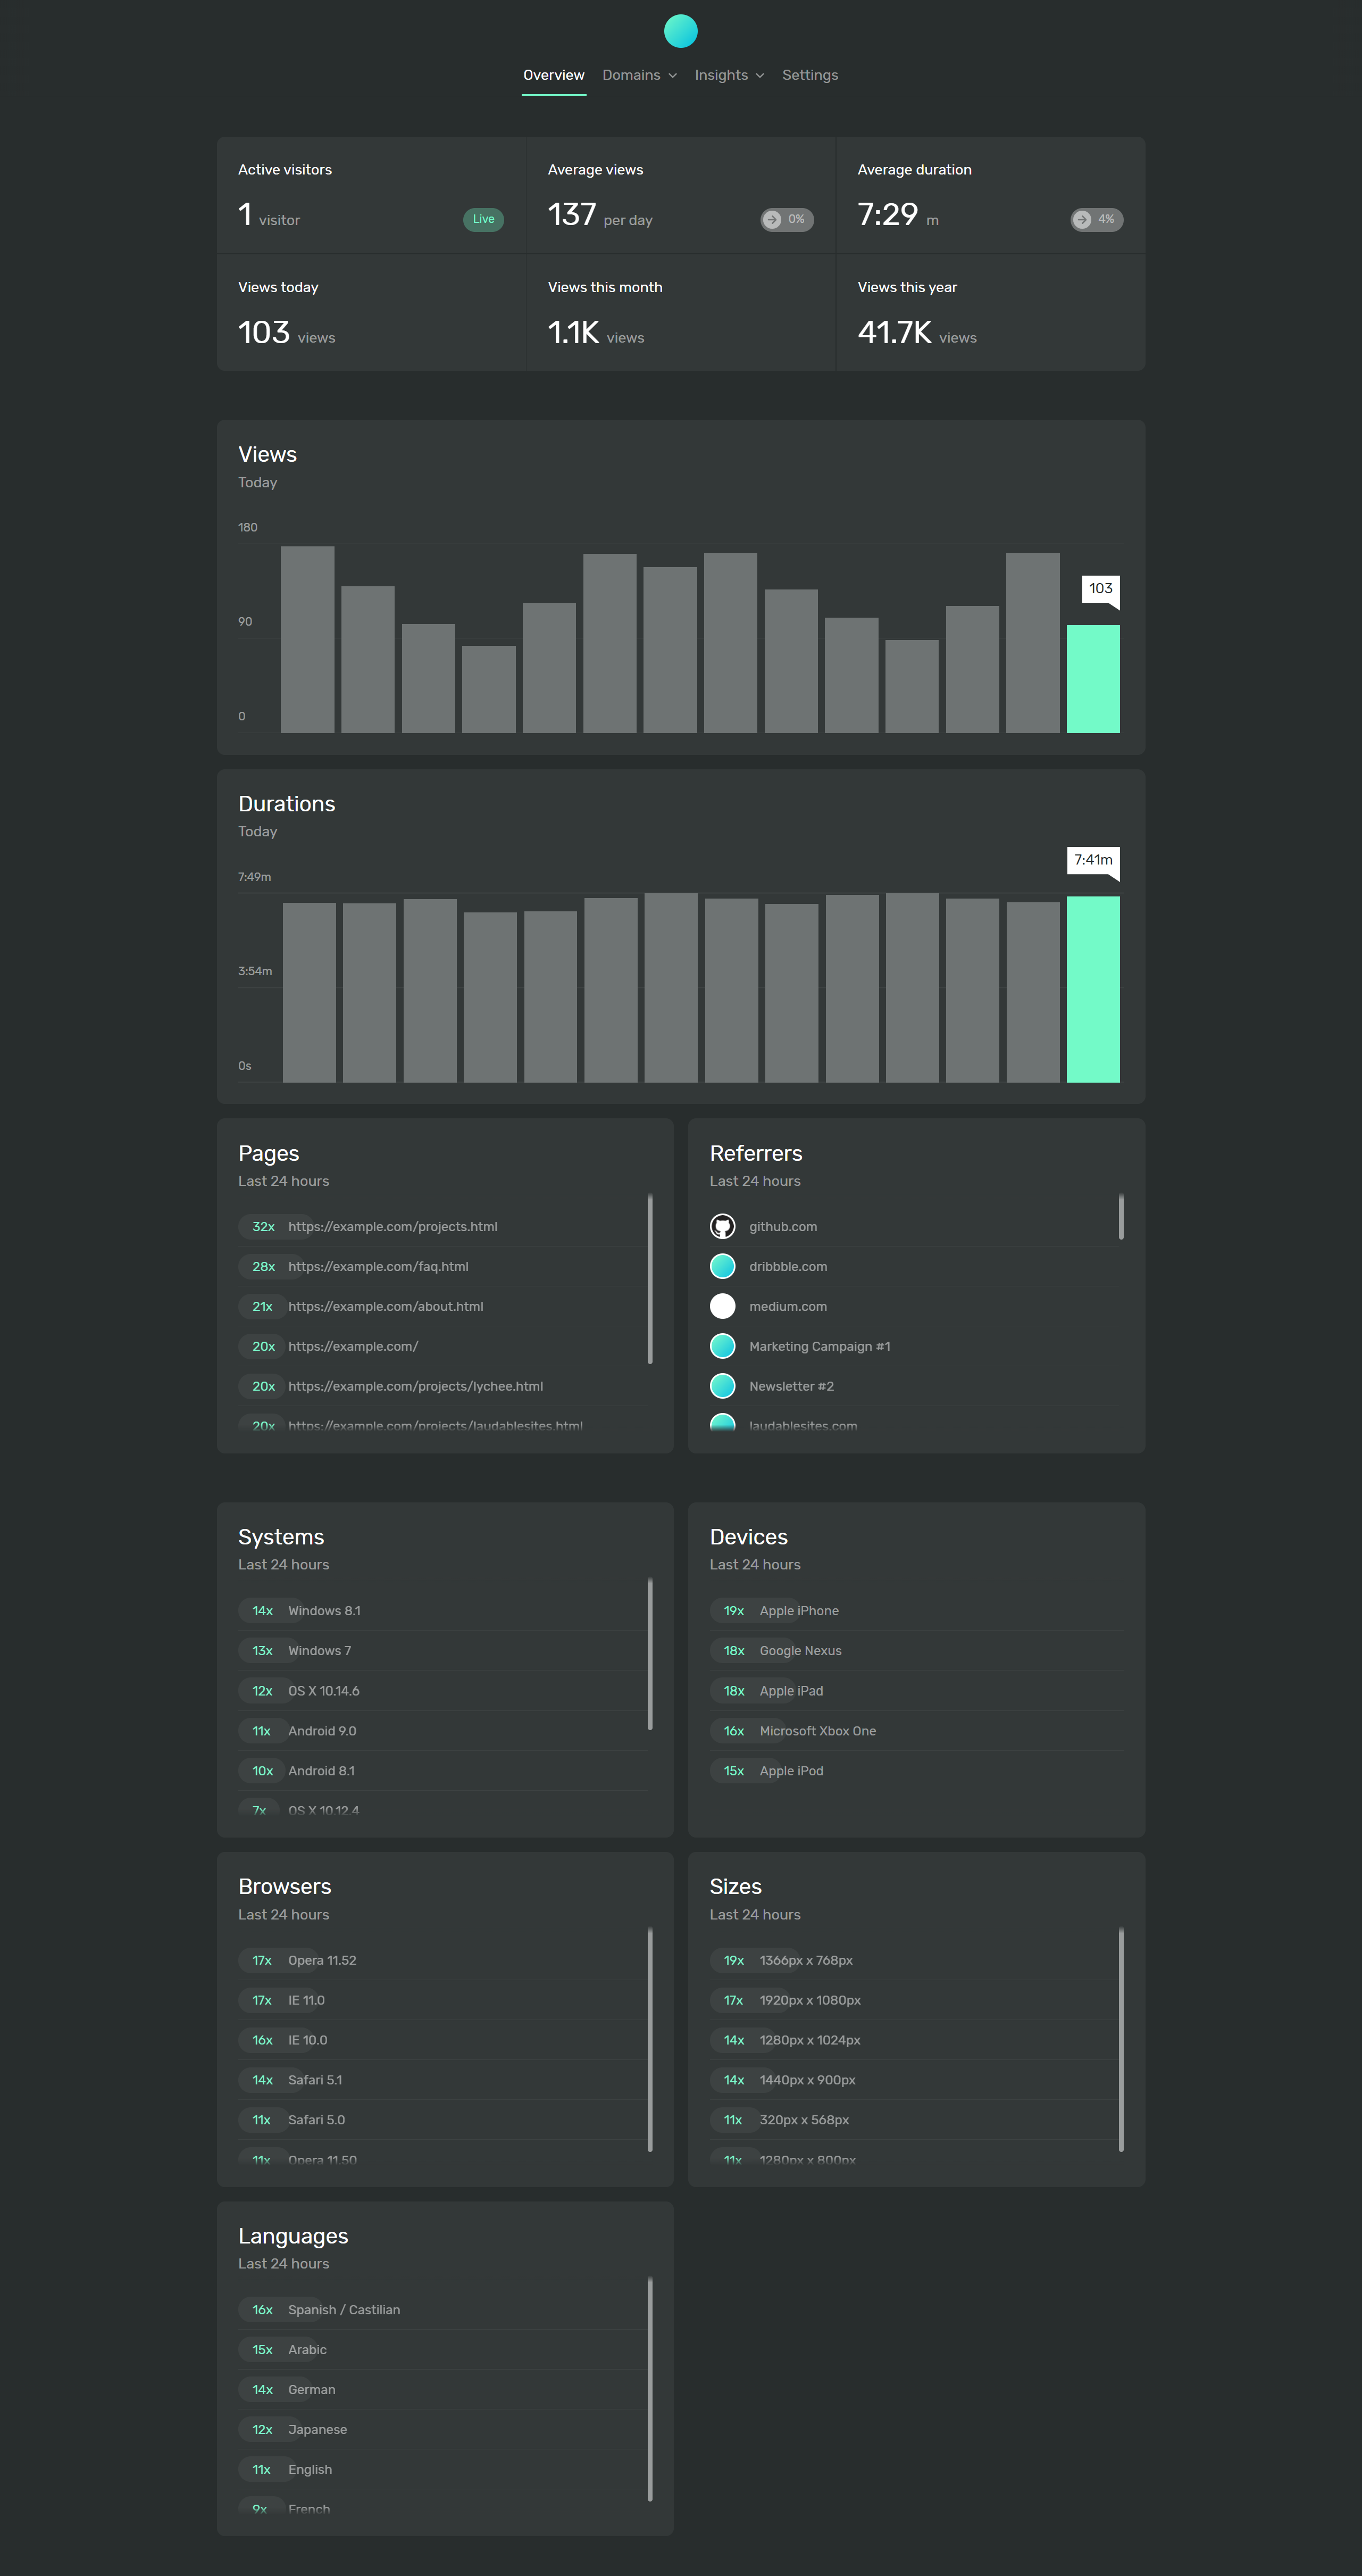 Overview Domains Insights Settings
Active visitors
1 visitor
Live
Average views
137 per day
0%
Average duration
7:29 m
4%
Views today
103 views
Views this month
1.1K views
Views this year
41.7K views
Views
Today
180
90
0
103
Durations
Today
7:49m
3:54m
0s
7:41m
Pages
Last 24 hours
32x https://example.com/projects.html
28x https://example.com/faq.html
21x https://example.com/about.html
20x https://example.com/
20x https://example.com/projects/lychee.html
20x https://example.com/projects/laudablesites.html
Referrers
Last 24 hours
github.com
dribbble.com
medium.com
Marketing Campaign #1
Newsletter #2
laudablesites.com
Systems
Last 24 hours
14x Windows 8.1
13x Windows 7
12x OS X 10.14.6
11x Android 9.0
10x Android 8.1
7x OS X 10.12.4
Devices
Last 24 hours
19x Apple iPhone
18x Google Nexus
18x Apple iPad
16x Microsoft Xbox One
15x Apple iPod
Browsers
Last 24 hours
17x Opera 11.52
17x IE 11.0
16x IE 10.0
14x Safari 5.1
11x Safari 5.0
11x Opera 11.50
Sizes
Last 24 hours
19x 1366px x 768px
17x 1920px x 1080px
14x 1280px x 1024px
14x 1440px x 900px
11x 320px x 568px
11x 1280px x 800px
Languages
Last 24 hours
16x Spanish / Castilian
15x Arabic
14x German
12x Japanese
11x English
9x French